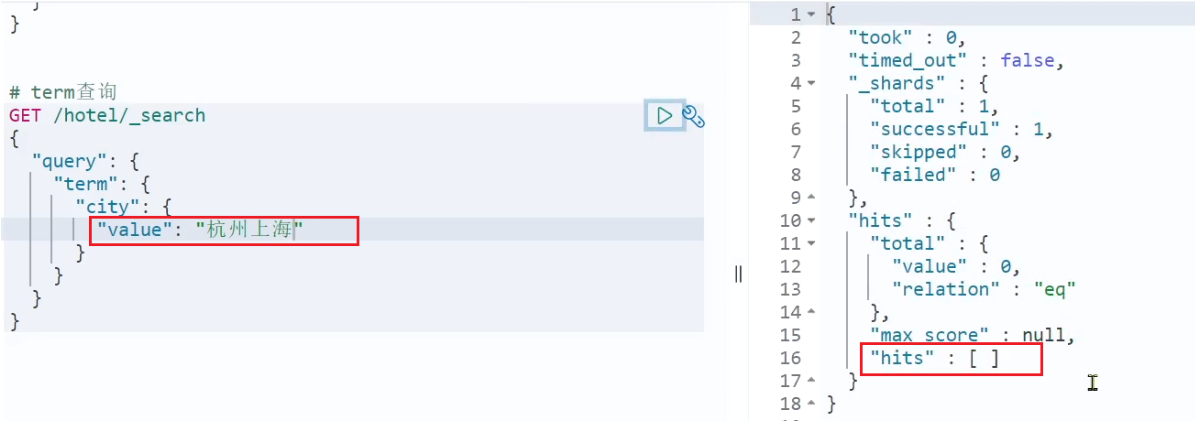 }
}
# term查询
GET /hotel/_search
{
"query": {
"term": {
"city": {
"value": "杭州上海"
}
}
}
}
1 {
2 "took" : 0,
3 "timed_out" : false,
4 "_shards" : {
5 "total" : 1,
6 "successful" : 1,
7 "skipped" : 0,
8 "failed" : 0
9 },
10 "hits" : {
11 "total" : {
12 "value" : 0,
13 "relation" : "eq"
14 },
15 "max_score" : null,
16 "hits" : [ ]
17 }
18 }